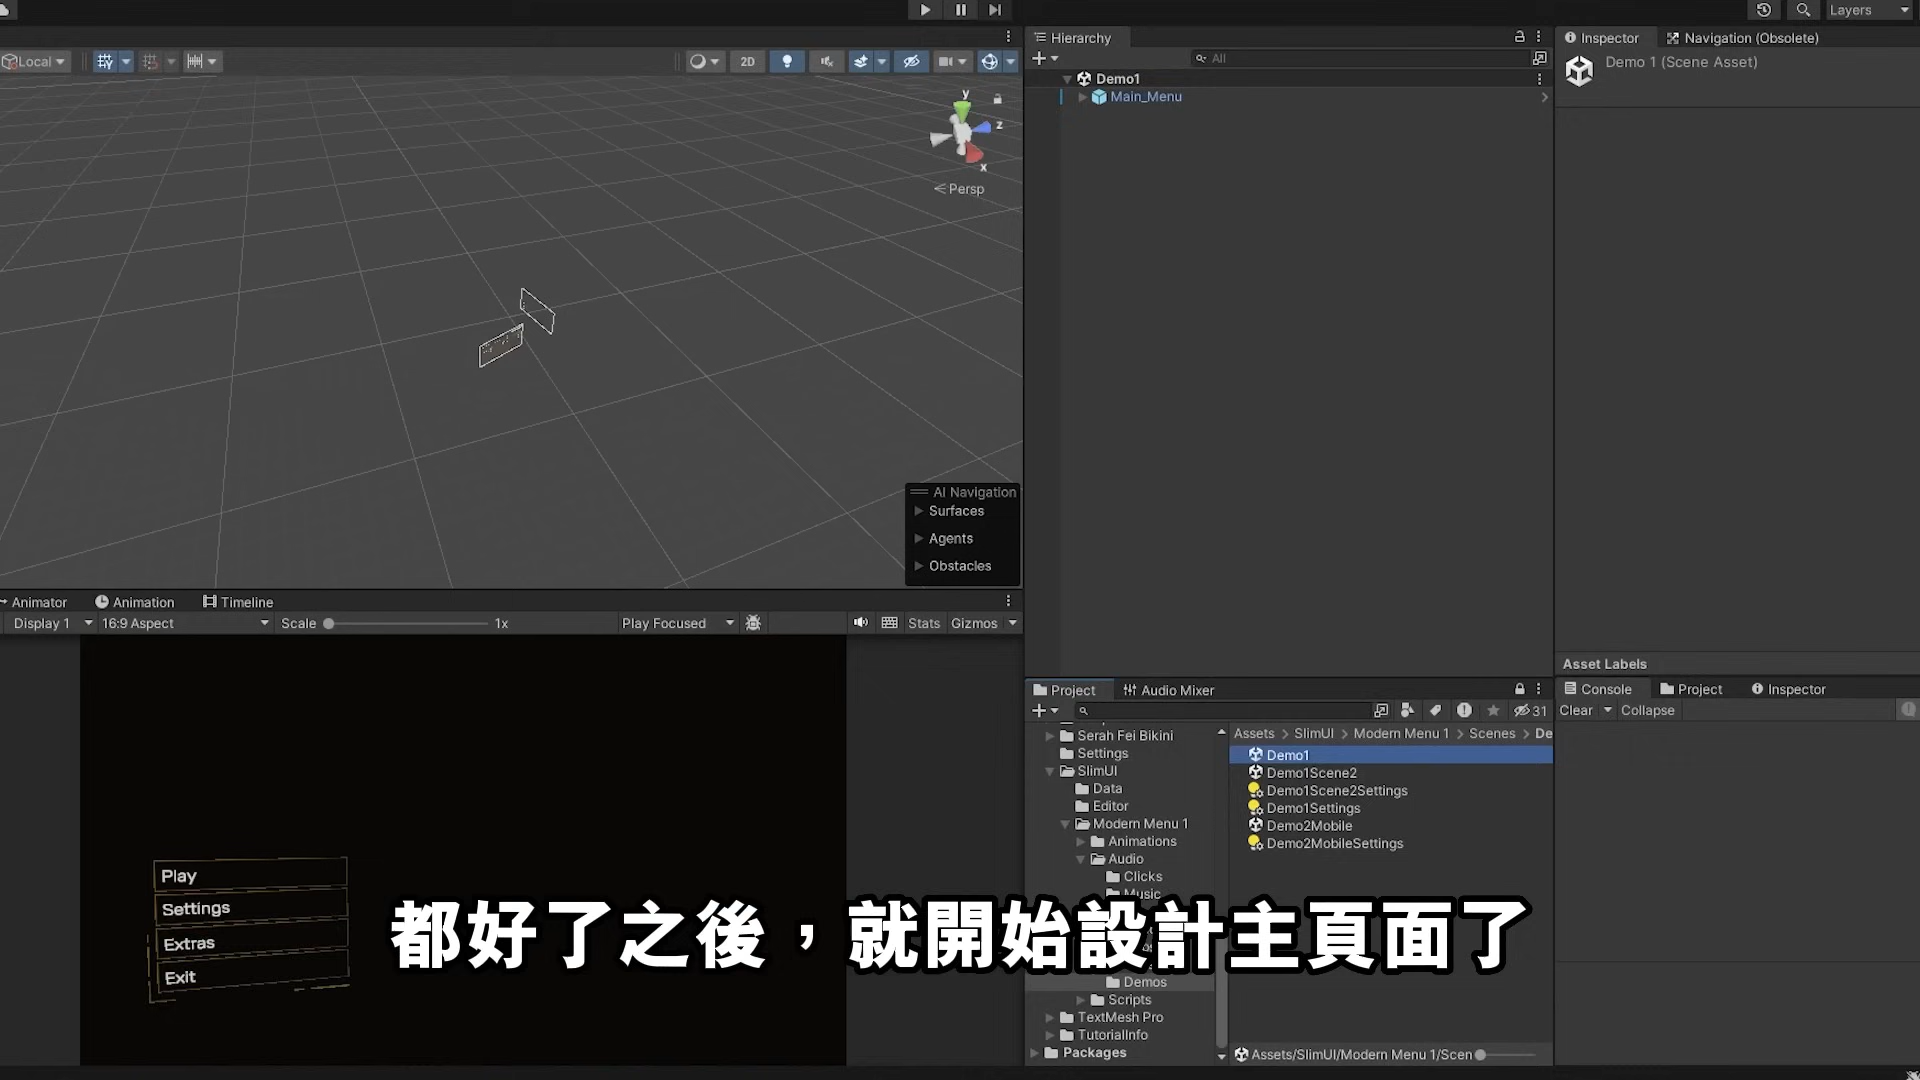 Layers
Local
2D
Hierarchy
All
Demo1
Main_Menu
Inspector
Navigation (Obsolete)
Demo 1 (Scene Asset)
y
z
x
Persp
AI Navigation
Surfaces
Agents
Obstacles
Animator
Animation
Timeline
Display 1
16:9 Aspect
Scale
1x
Play Focused
Stats
Gizmos
Play
Settings
Extras
Exit
Project
Audio Mixer
31
Serah Fei Bikini
Settings
SlimUI
Data
Editor
Modern Menu 1
Animations
Audio
Clicks
Music
Demos
Scripts
TextMesh Pro
TutorialInfo
Packages
Assets > SlimUI > Modern Menu 1 > Scenes > De
Demo1
Demo1Scene2
Demo1Scene2Settings
Demo1Settings
Demo2Mobile
Demo2MobileSettings
Assets/SlimUI/Modern Menu 1/Scen
Asset Labels
Console
Project
Inspector
Clear
Collapse
都好了之後，就開始設計主頁面了